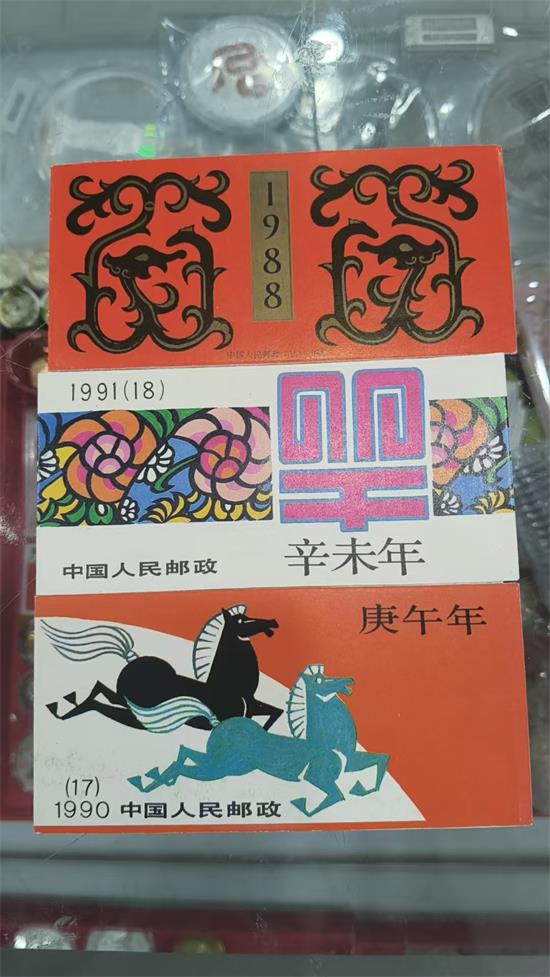 1988
1991(18)
中国人民邮政
辛未年
庚午年
(17)
1990 中国人民邮政